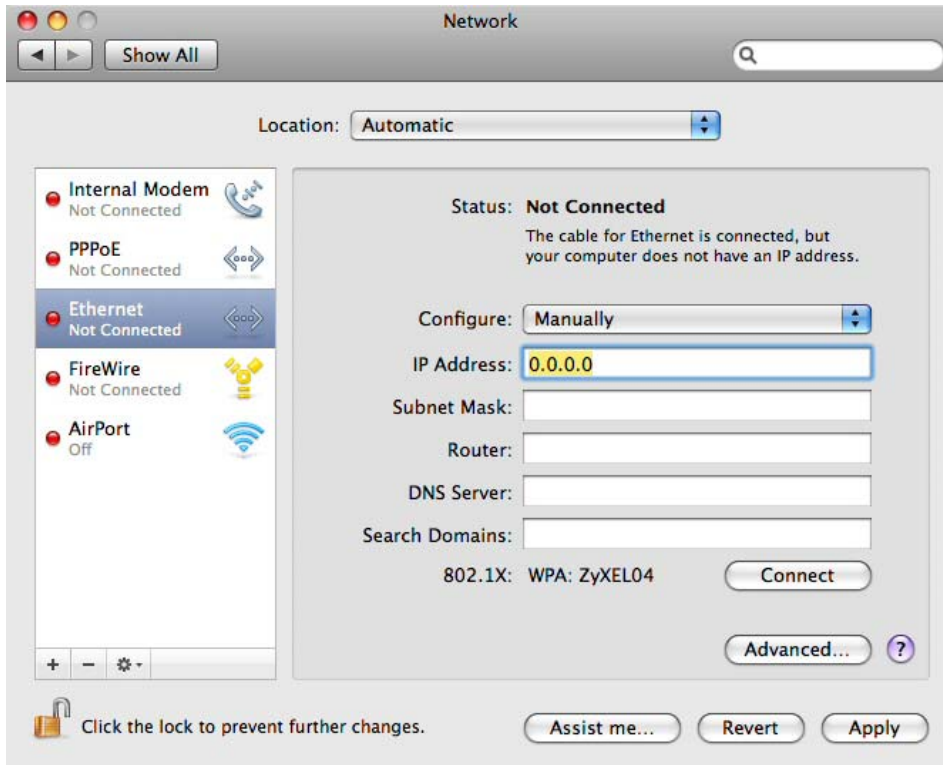 Network
Show All
Location: Automatic
Internal Modem
Not Connected
PPPoE
Not Connected
Ethernet
Not Connected
FireWire
Not Connected
AirPort
Off
Status: Not Connected
The cable for Ethernet is connected, but
your computer does not have an IP address.
Configure: Manually
IP Address: 0.0.0.0
Subnet Mask:
Router:
DNS Server:
Search Domains:
802.1X: WPA: ZyXEL04 Connect
Advanced... ?
+ −
Click the lock to prevent further changes.
Assist me... Revert Apply